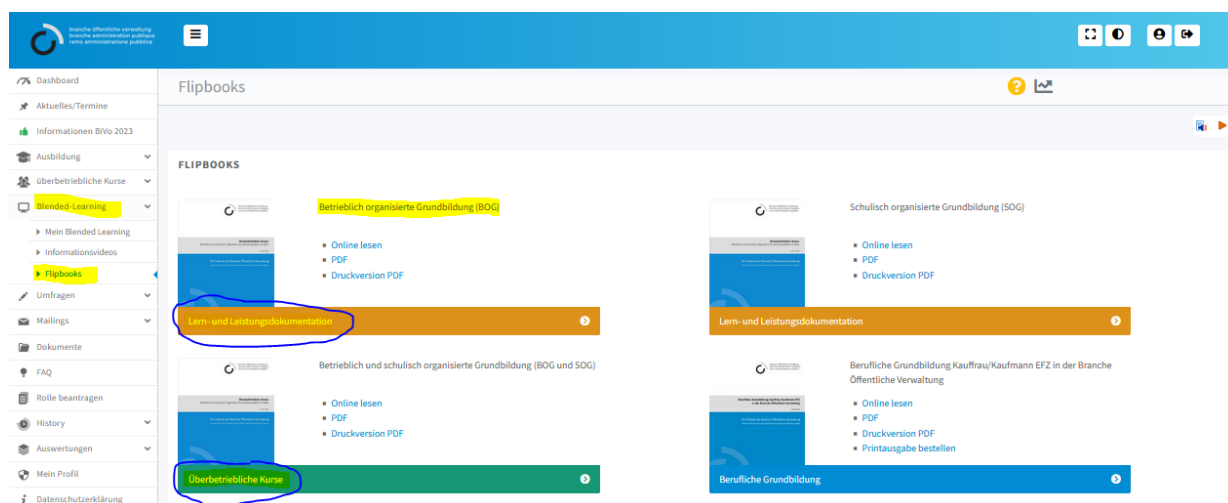 branche öffentliche verwaltung
branche administration publique
ramo amministrazione pubblica
Dashboard
Aktuelles/Termine
Informationen BiVo 2023
Ausbildung
überbetriebliche Kurse
Blended-Learning
Mein Blended Learning
Informationsvideos
Flipbooks
Umfragen
Mailings
Dokumente
FAQ
Rolle beantragen
History
Auswertungen
Mein Profil
Datenschutzerklärung
Flipbooks
FLIPBOOKS
Betrieblich organisierte Grundbildung (BOG)
Online lesen
PDF
Druckversion PDF
Lern- und Leistungsdokumentation
Schulisch organisierte Grundbildung (SOG)
Online lesen
PDF
Druckversion PDF
Lern- und Leistungsdokumentation
Betrieblich und schulisch organisierte Grundbildung (BOG und SOG)
Online lesen
PDF
Druckversion PDF
Überbetriebliche Kurse
Berufliche Grundbildung Kauffrau/Kaufmann EFZ in der Branche
Öffentliche Verwaltung
Online lesen
PDF
Druckversion PDF
Printausgabe bestellen
Berufliche Grundbildung